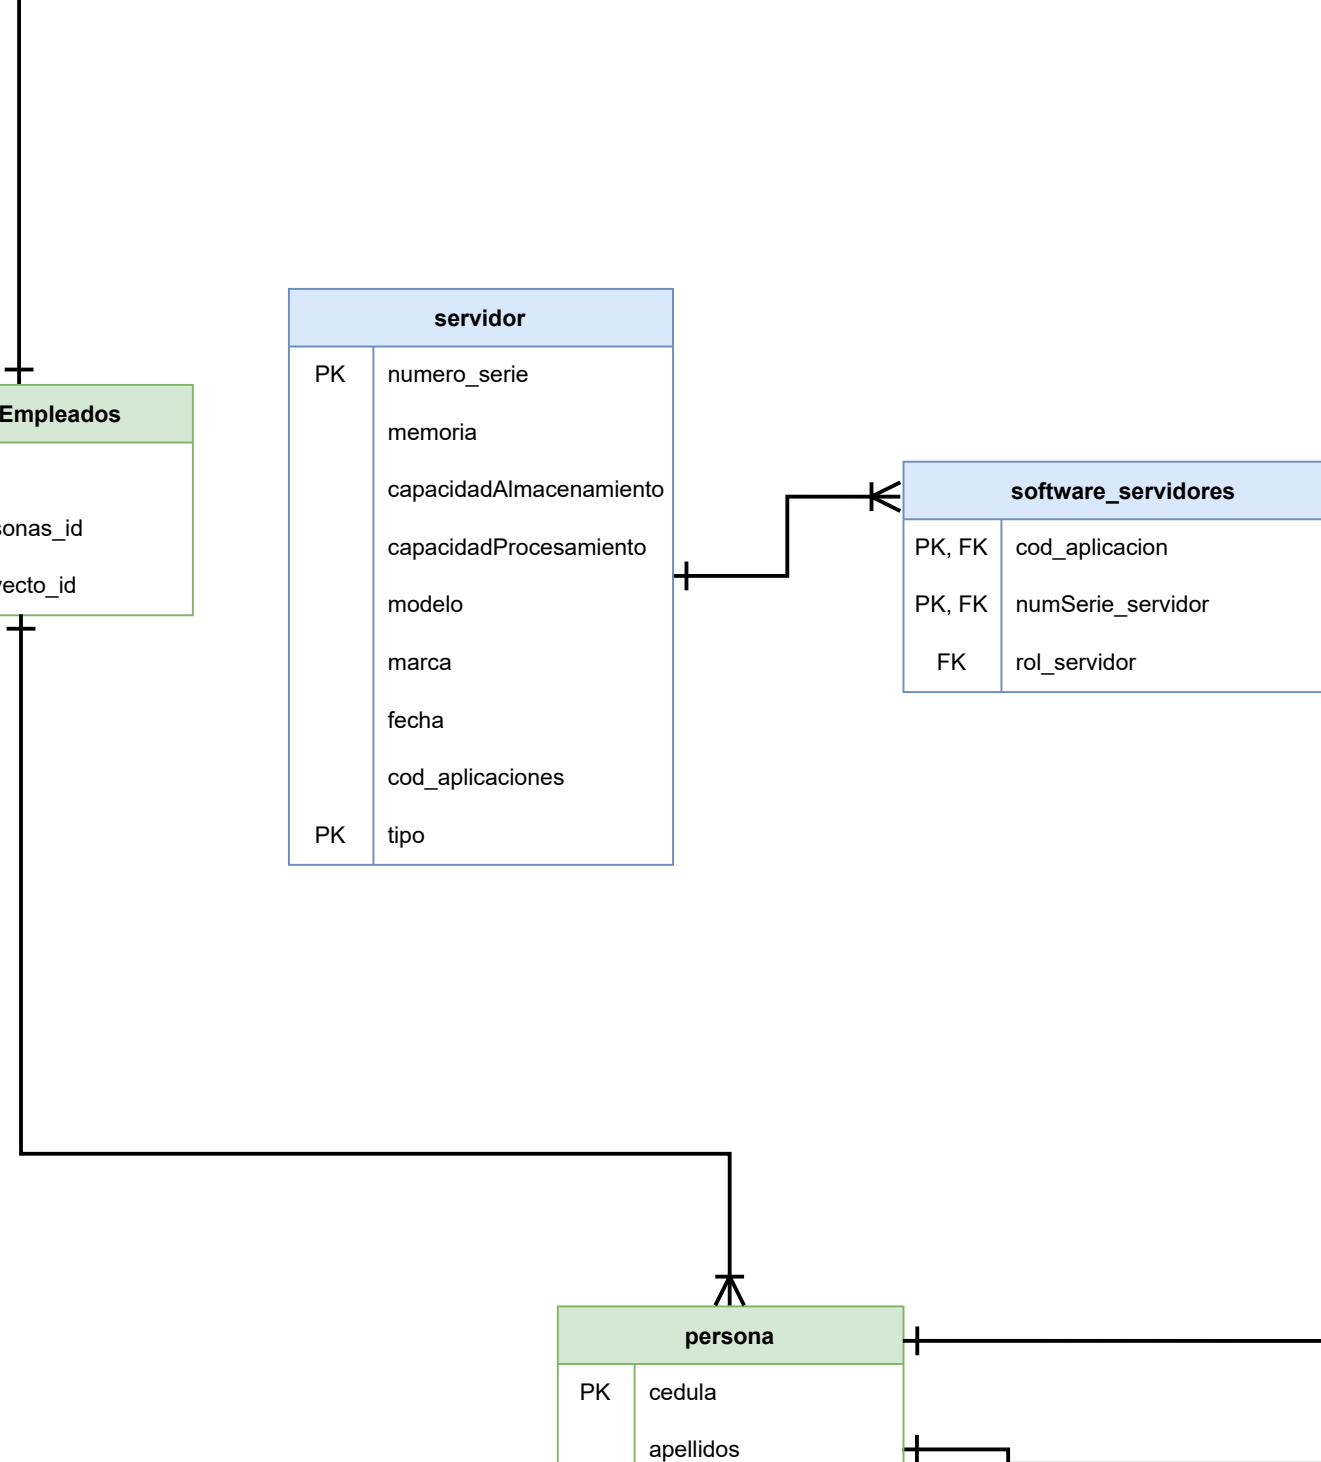 servidor
PK numero_serie
memoria
capacidadAlmacenamiento
capacidadProcesamiento
modelo
marca
fecha
cod_aplicaciones
PK tipo
Empleados
sonas_id
yecto_id
software_servidores
PK, FK cod_aplicacion
PK, FK numSerie_servidor
FK rol_servidor
persona
PK cedula
apellidos